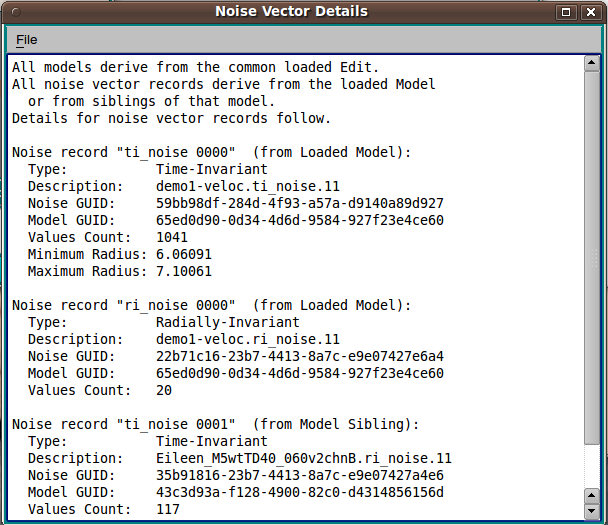 Noise Vector Details
File
All models derive from the common loaded Edit.
All noise vector records derive from the loaded Model
  or from siblings of that model.
Details for noise vector records follow.
Noise record "ti_noise 0000"  (from Loaded Model):
  Type:           Time-Invariant
  Description:    demo1-veloc.ti_noise.11
  Noise GUID:     59bb98df-284d-4f93-a57a-d9140a89d927
  Model GUID:     65ed0d90-0d34-4d6d-9584-927f23e4ce60
  Values Count:   1041
  Minimum Radius: 6.06091
  Maximum Radius: 7.10061
Noise record "ri_noise 0000"  (from Loaded Model):
  Type:           Radially-Invariant
  Description:    demo1-veloc.ri_noise.11
  Noise GUID:     22b71c16-23b7-4413-8a7c-e9e07427e6a4
  Model GUID:     65ed0d90-0d34-4d6d-9584-927f23e4ce60
  Values Count:   20
Noise record "ti_noise 0001"  (from Model Sibling):
  Type:           Time-Invariant
  Description:    Eileen_M5wtTD40_060v2chnB.ri_noise.11
  Noise GUID:     35b91816-23b7-4413-8a7c-e9e07427a4e6
  Model GUID:     43c3d93a-f128-4900-82c0-d4314856156d
  Values Count:   117